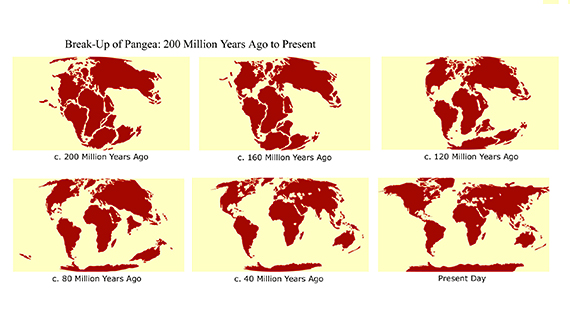 Break-Up of Pangea: 200 Million Years Ago to Present
c. 200 Million Years Ago
c. 160 Million Years Ago
c. 120 Million Years Ago
c. 80 Million Years Ago
c. 40 Million Years Ago
Present Day